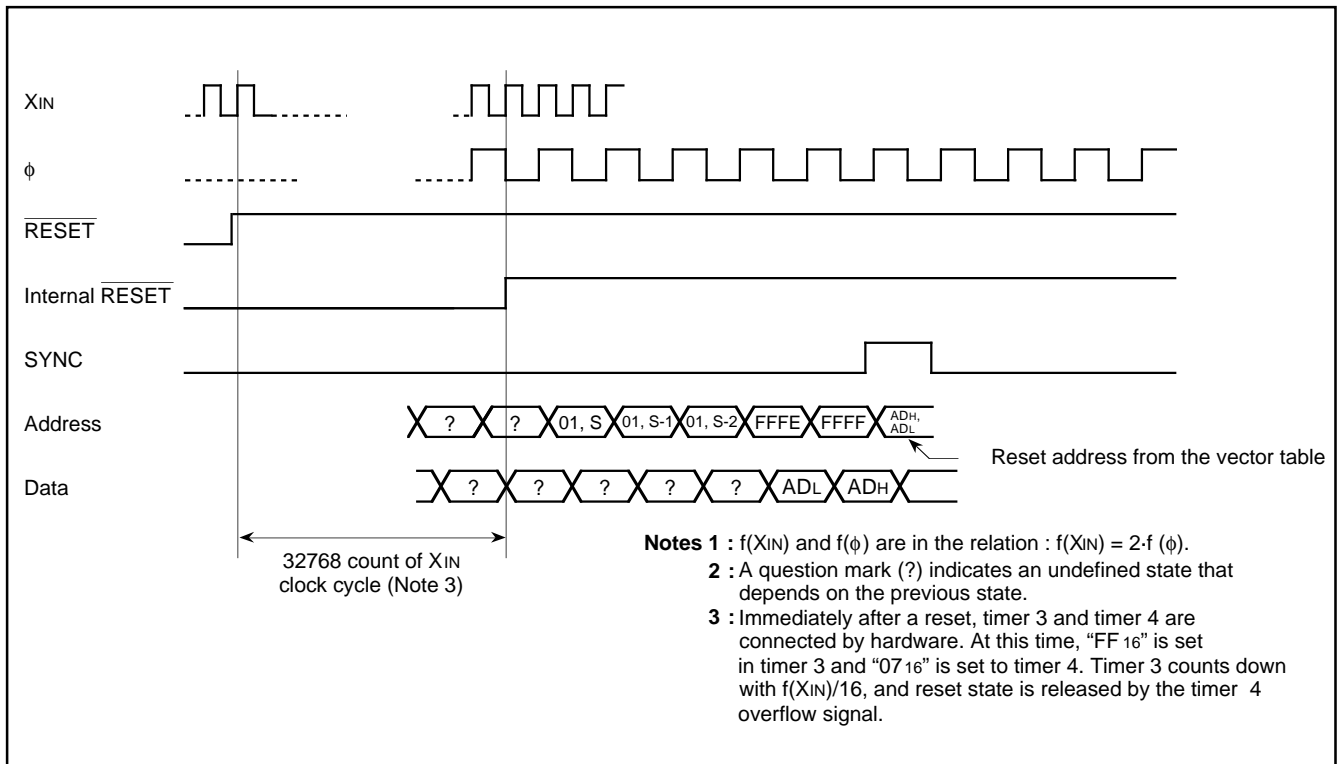 XIN
ϕ
RESET
Internal RESET
SYNC
Address
? ? 01, S 01, S-1 01, S-2 FFFE FFFF ADH, ADL
Reset address from the vector table
Data
? ? ? ? ? ADL ADH
32768 count of XIN
clock cycle (Note 3)
Notes 1 : f(XIN) and f(ϕ) are in the relation : f(XIN) = 2·f (ϕ).
2 : A question mark (?) indicates an undefined state that
depends on the previous state.
3 : Immediately after a reset, timer 3 and timer 4 are
connected by hardware. At this time, “FF 16” is set
in timer 3 and “0716” is set to timer 4. Timer 3 counts down
with f(XIN)/16, and reset state is released by the timer 4
overflow signal.